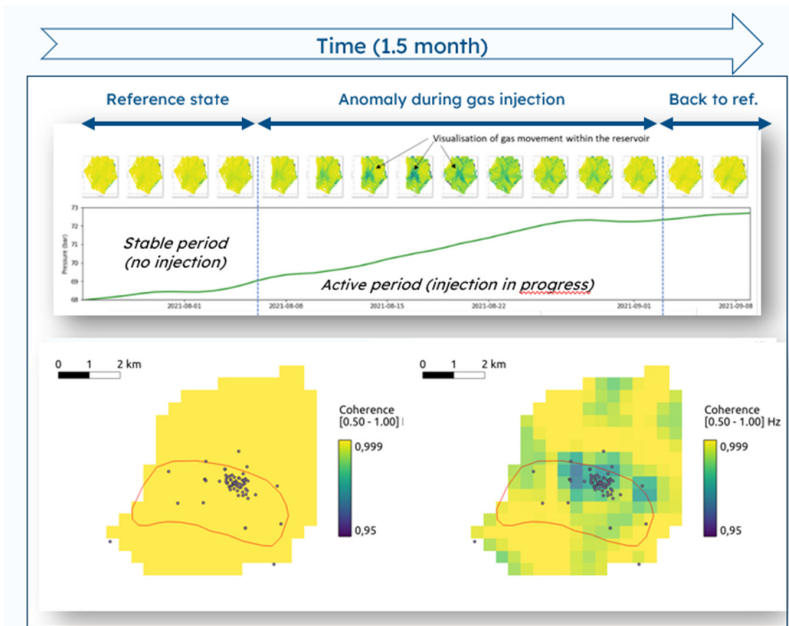 Time (1.5 month)
Reference state
Anomaly during gas injection
Back to ref.
Visualisation of gas movement within the reservoir
73
72
71
70
69
68
Pressure (bar)
Stable period
(no injection)
Active period (injection in progress)
2021-08-01
2021-08-08
2021-08-15
2021-08-22
2021-09-01
2021-09-08
0 1 2 km
Coherence
[0.50 - 1.00]
0,999
0,95
0 1 2 km
Coherence
[0.50 - 1.00] Hz
0,999
0,95